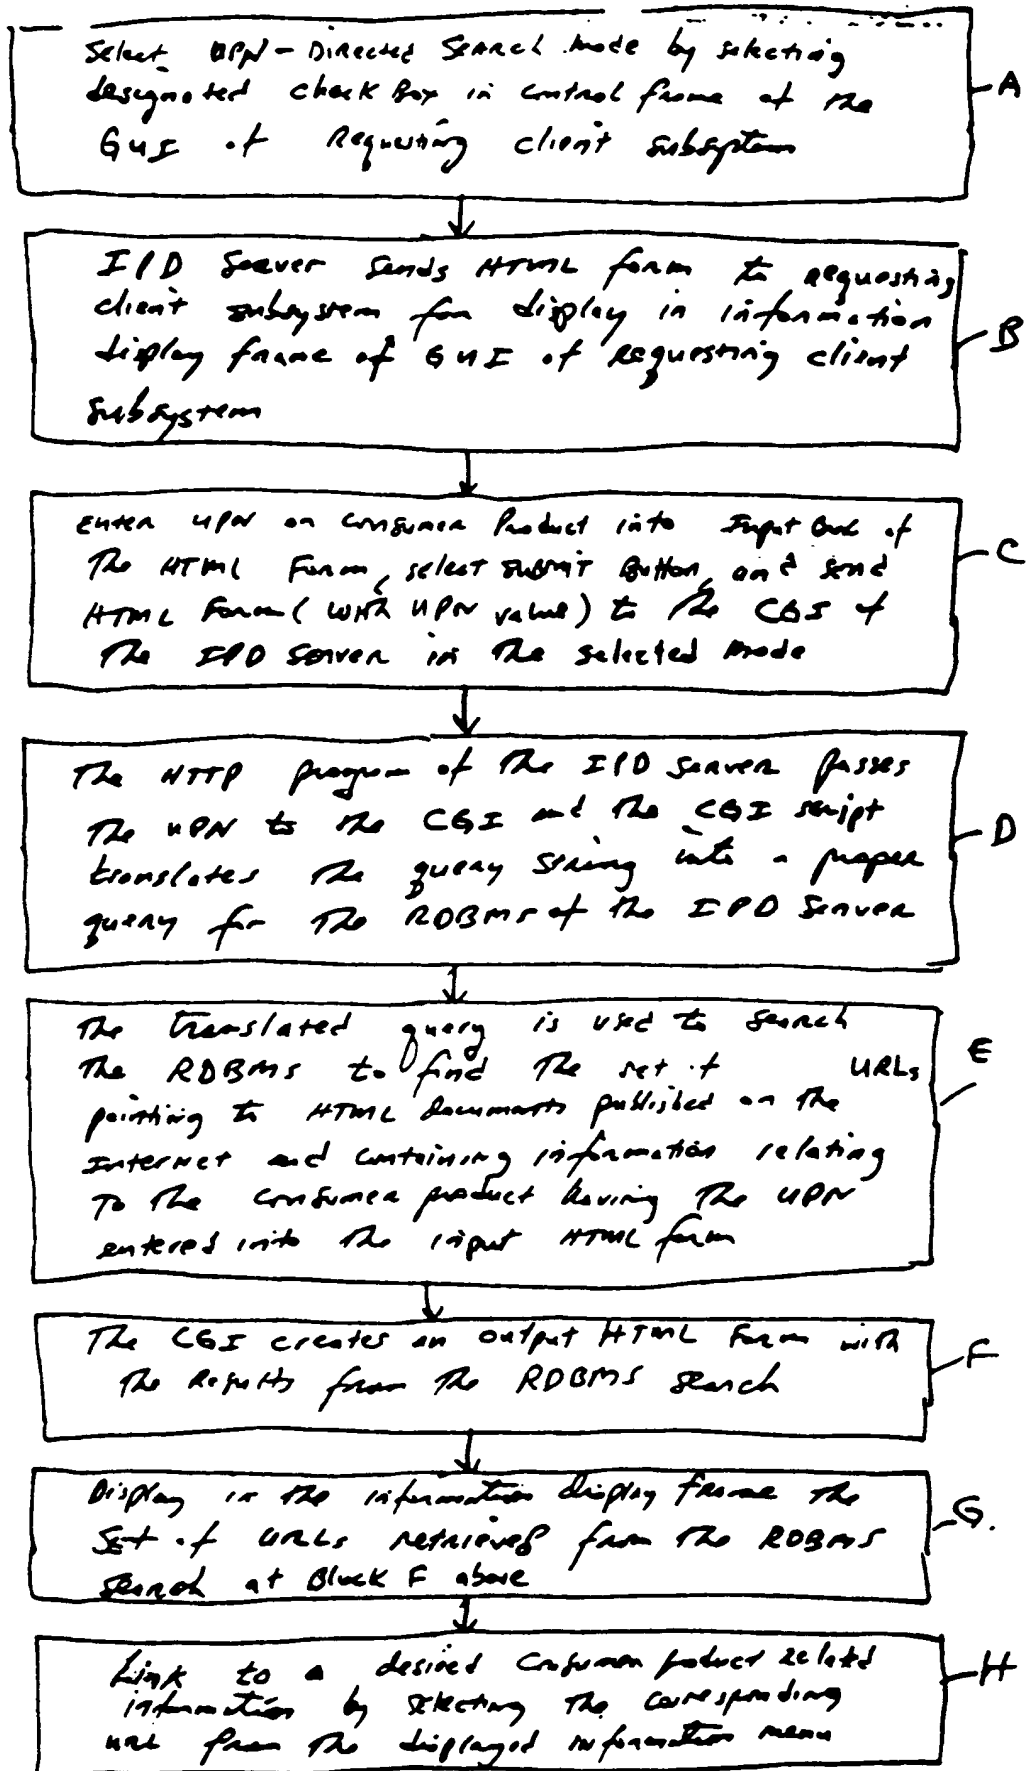 Select UPN-Directed Search Mode by selecting
designated check Box in control frame of the
GUI of Requesting client subsystem
A
IPD Server Sends HTML form to requesting
client subsystem for display in information
display frame of GUI of requesting client
subsystem
B
Enter UPN on consumer Product into Input Box of
The HTML Form, select submit Button, and send
HTML Form (with UPN value) to the CGI of
The IPD Server in the selected mode
C
The HTTP program of the IPD Server passes
The UPN to the CGI and the CGI script
translates the query string into a proper
query for The RDBMS of the IPD Server
D
The translated query is used to search
The RDBMS to find The set of URLs
pointing to HTML documents published on the
Internet and containing information relating
To the consumer product having The UPN
entered into the input HTML form
E
The CGI creates an output HTML Form with
The Results from The RDBMS search
F
Display in the information display frame the
Set of URLs retrieved from the RDBMS
Search at Block F above
G.
Link to a desired consumer product related
information by selecting the corresponding
URL from the displayed information menu
H